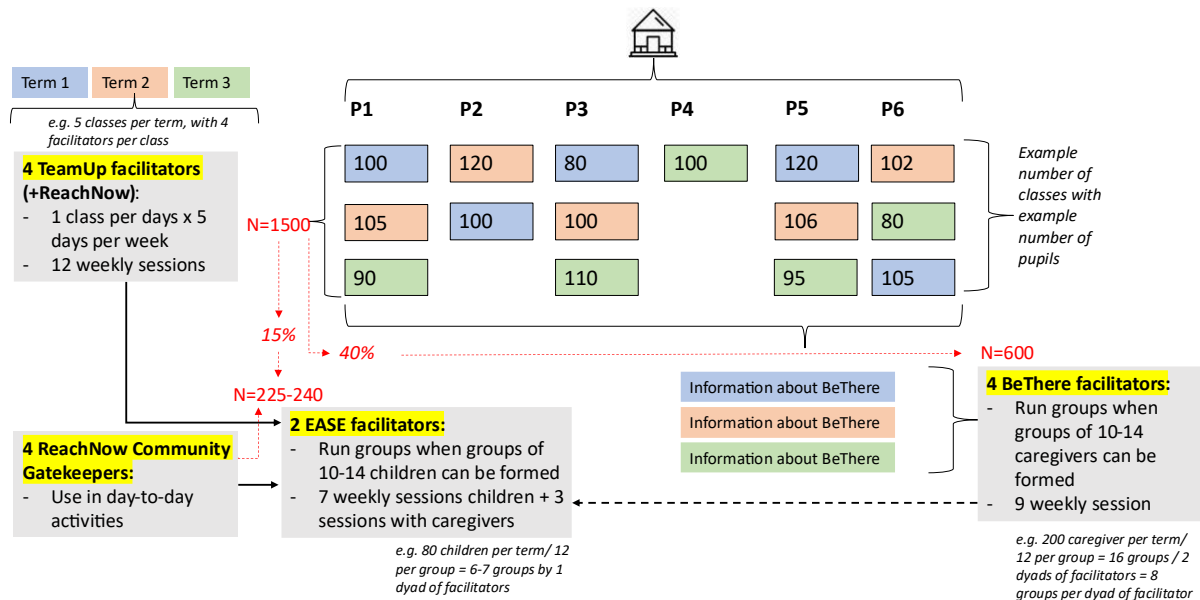 Term 1 Term 2 Term 3
e.g. 5 classes per term, with 4
facilitators per class
4 TeamUp facilitators
(+ReachNow):
- 1 class per days x 5
days per week
- 12 weekly sessions
N=1500
15%
40%
N=225-240
P1 P2 P3 P4 P5 P6
100 120 80 100 120 102
105 100 100 106 80
90 110 95 105
Example
number of
classes with
example
number of
pupils
N=600
Information about BeThere
Information about BeThere
Information about BeThere
4 BeThere facilitators:
- Run groups when
groups of 10-14
caregivers can be
formed
- 9 weekly session
e.g. 200 caregiver per term/
12 per group = 16 groups / 2
dyads of facilitators = 8
groups per dyad of facilitator
4 ReachNow Community
Gatekeepers:
- Use in day-to-day
activities
2 EASE facilitators:
- Run groups when groups of
10-14 children can be formed
- 7 weekly sessions children + 3
sessions with caregivers
e.g. 80 children per term/ 12
per group = 6-7 groups by 1
dyad of facilitators